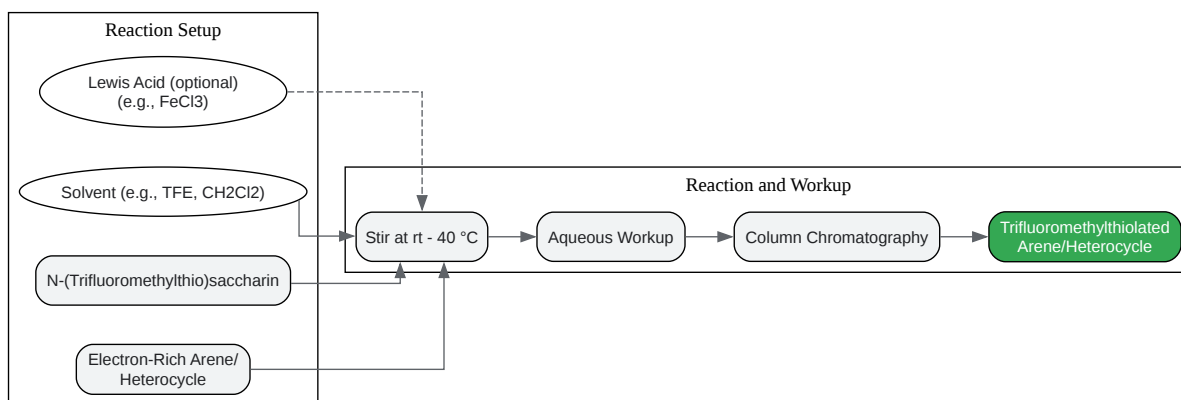 Reaction Setup
Lewis Acid (optional)
(e.g., FeCl3)
Solvent (e.g., TFE, CH2Cl2)
N-(Trifluoromethylthio)saccharin
Electron-Rich Arene/
Heterocycle
Reaction and Workup
Stir at rt - 40 °C
Aqueous Workup
Column Chromatography
Trifluoromethylthiolated
Arene/Heterocycle